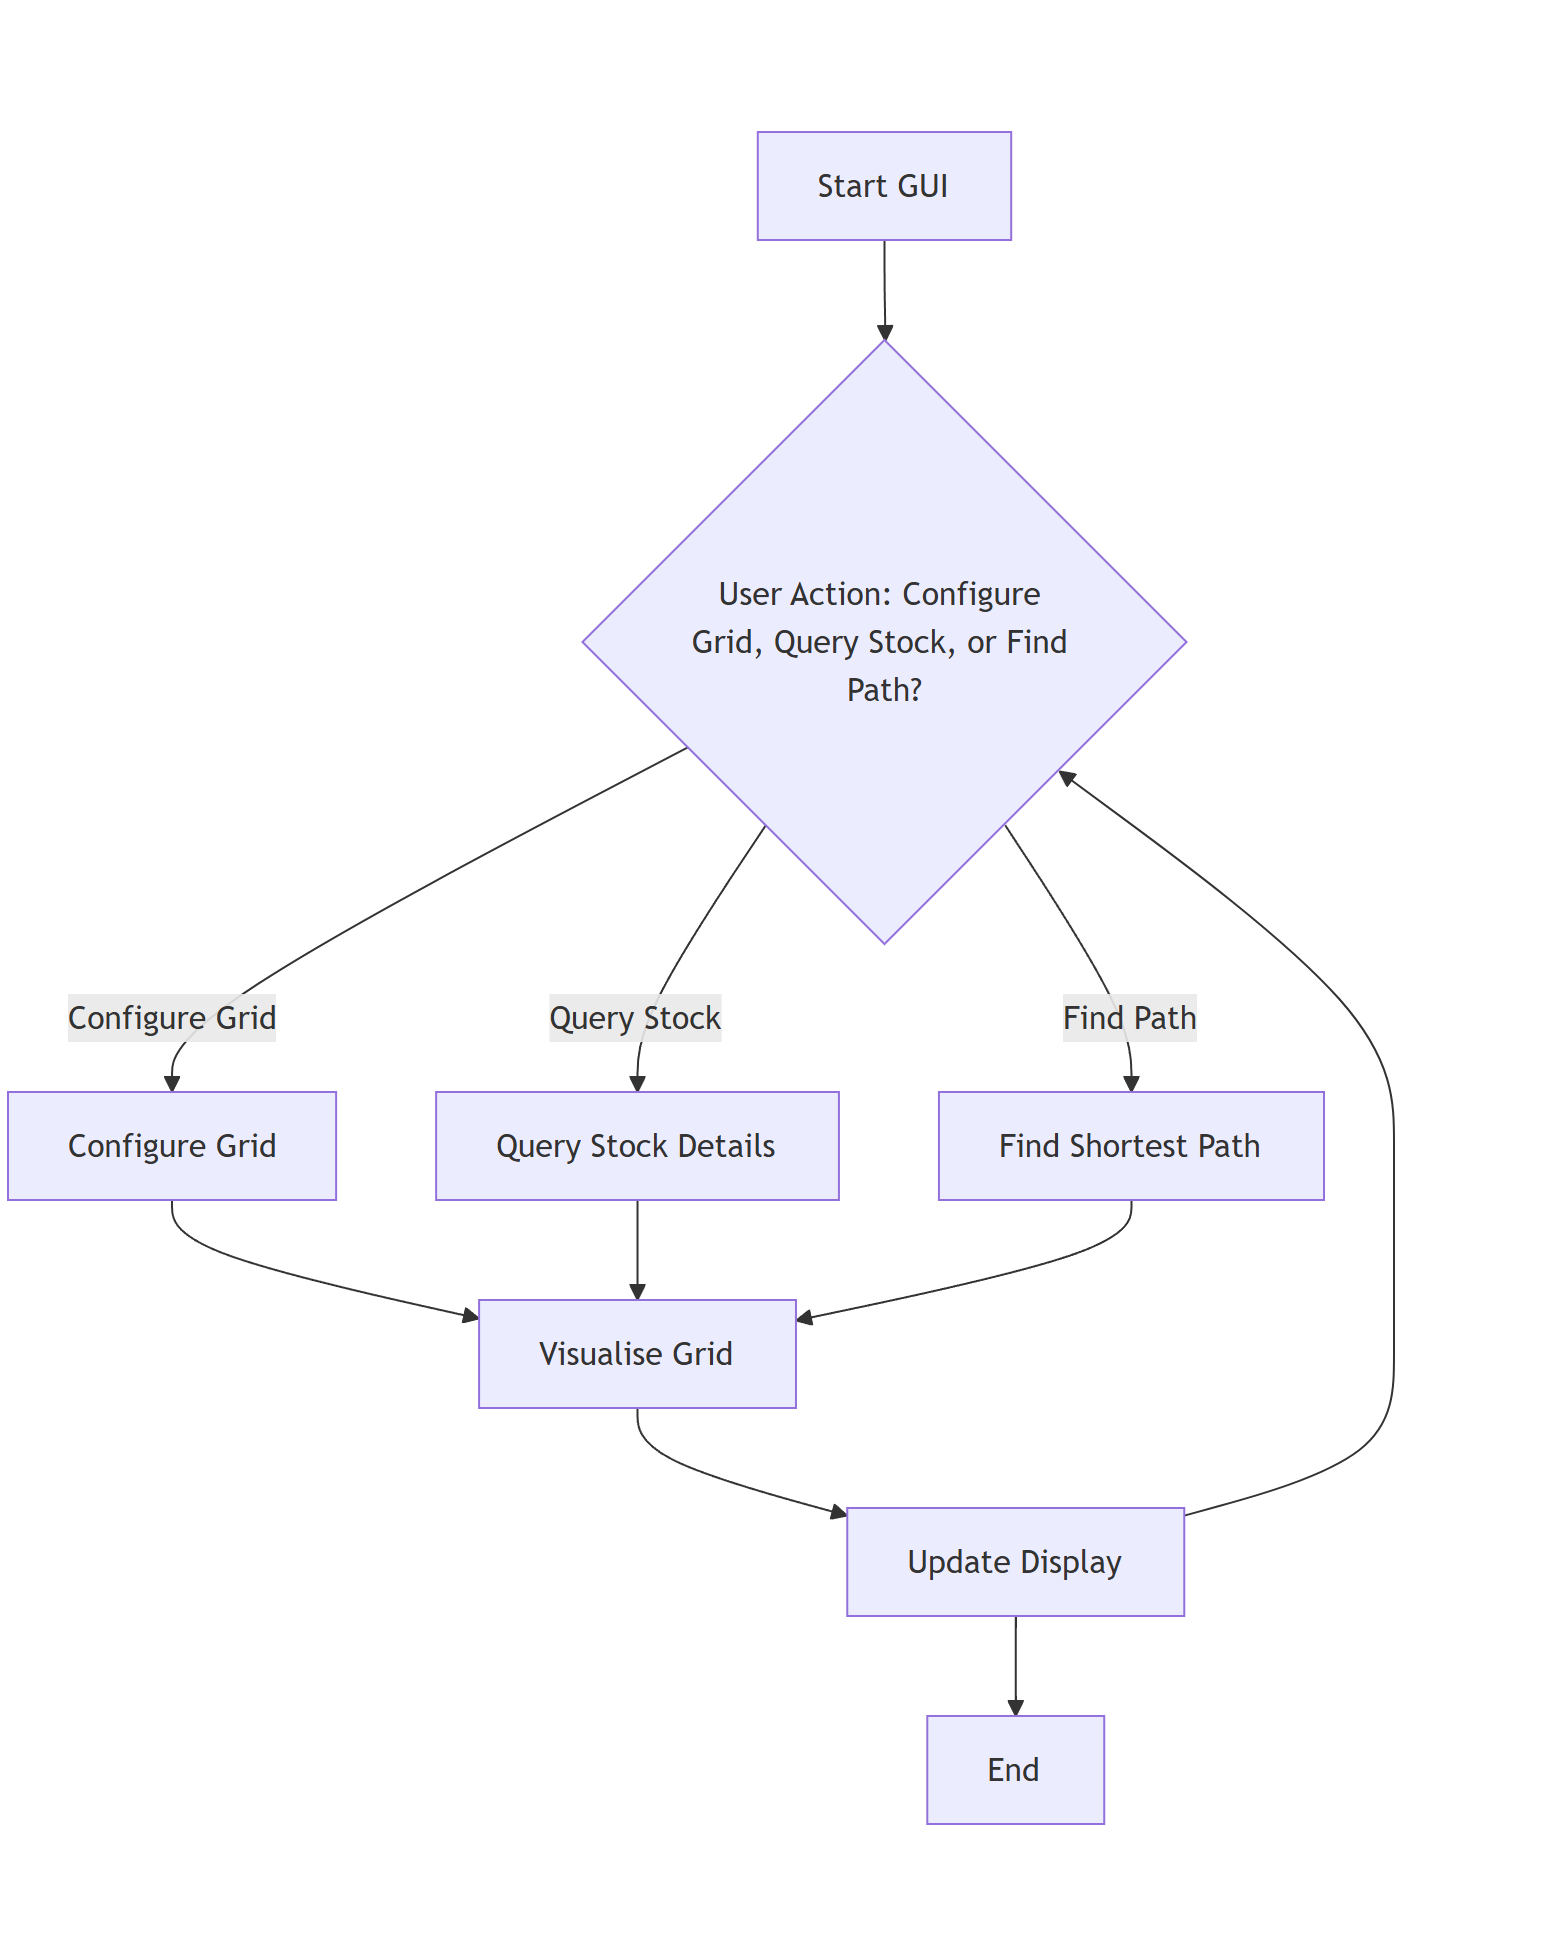 Start GUI
User Action: Configure
Grid, Query Stock, or Find
Path?
Configure Grid
Query Stock
Find Path
Configure Grid
Query Stock Details
Find Shortest Path
Visualise Grid
Update Display
End